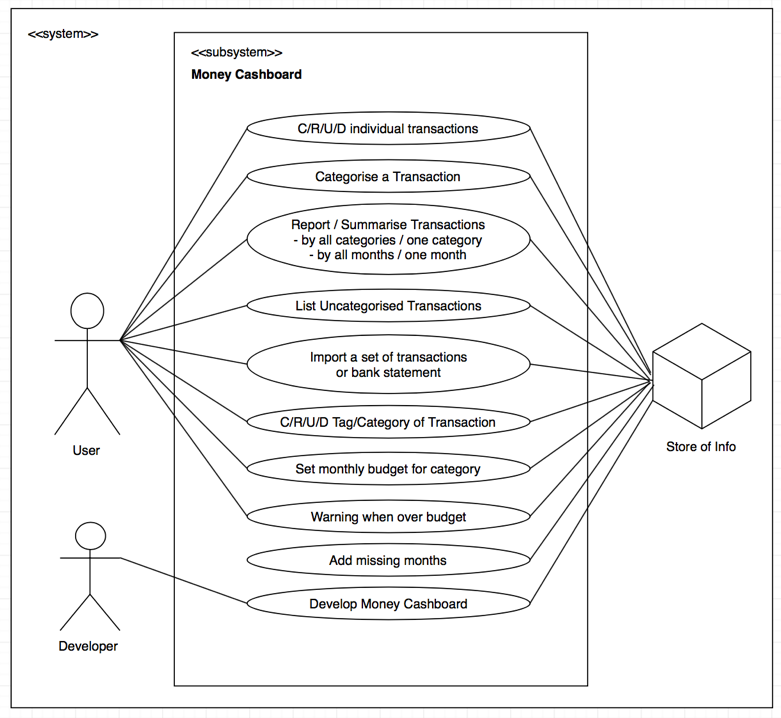 <<system>>
<<subsystem>>
Money Cashboard
C/R/U/D individual transactions
Categorise a Transaction
Report / Summarise Transactions
- by all categories / one category
- by all months / one month
List Uncategorised Transactions
Import a set of transactions
or bank statement
C/R/U/D Tag/Category of Transaction
Set monthly budget for category
Warning when over budget
Add missing months
Develop Money Cashboard
User
Developer
Store of Info